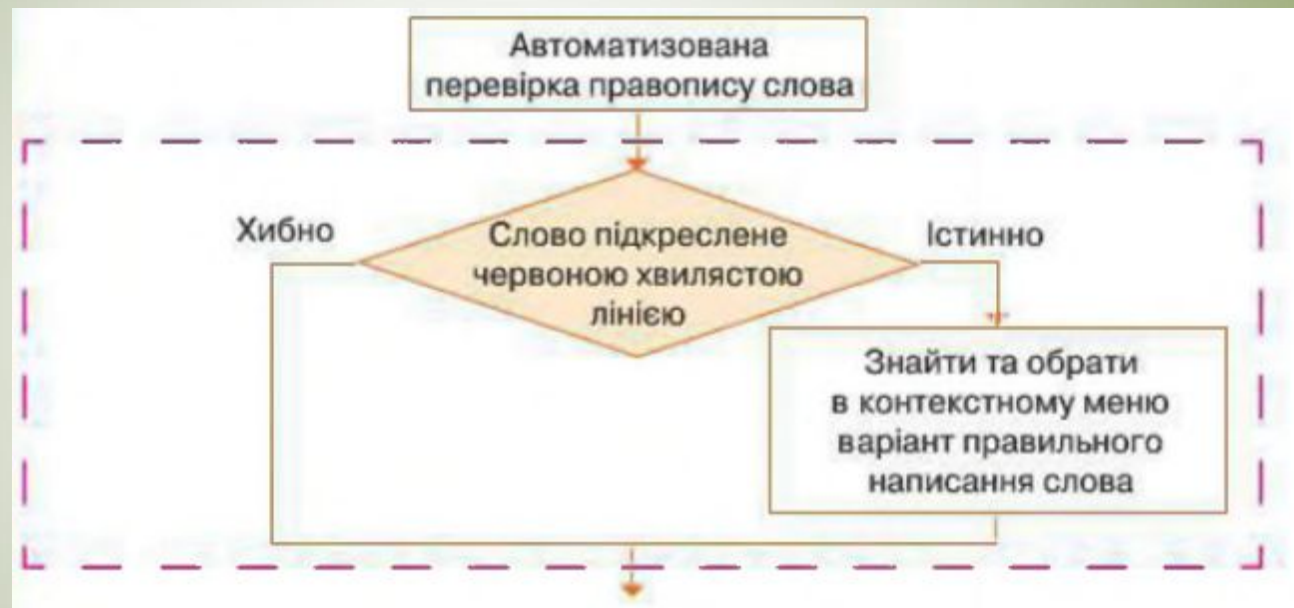 Автоматизована
перевірка правопису слова
Хибно
Слово підкреслене
червоною хвилястою
лінією
Істинно
Знайти та обрати
в контекстному меню
варіант правильного
написання слова